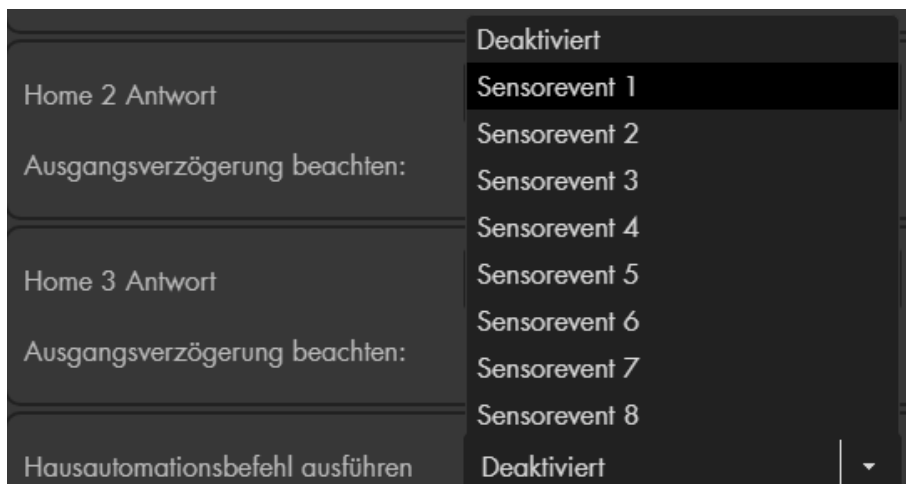 Deaktiviert
Home 2 Antwort
Sensorevent 1
Sensorevent 2
Ausgangsverzögerung beachten:
Sensorevent 3
Sensorevent 4
Home 3 Antwort
Sensorevent 5
Sensorevent 6
Ausgangsverzögerung beachten:
Sensorevent 7
Sensorevent 8
Hausautomationsbefehl ausführen Deaktiviert